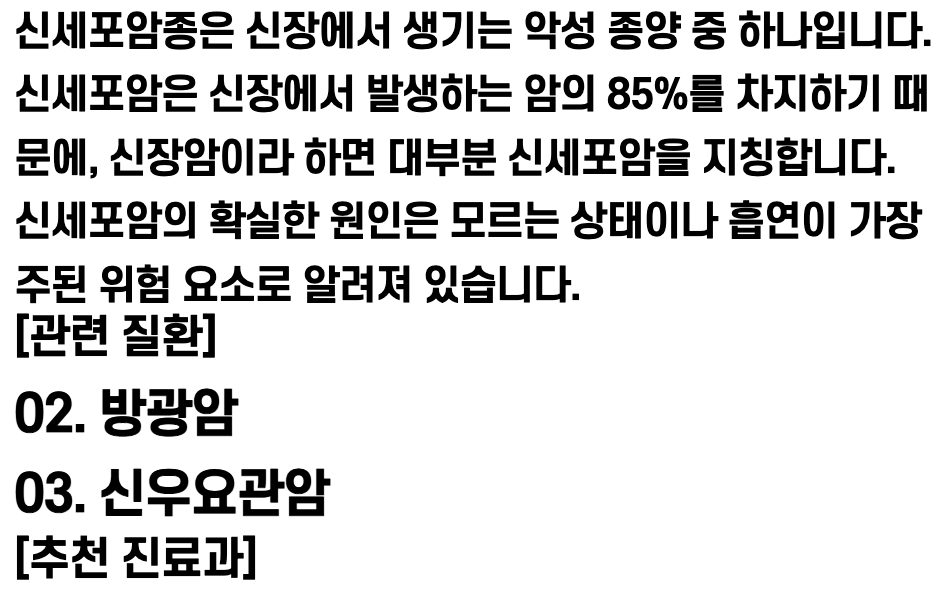 신세포암종은 신장에서 생기는 악성 종양 중 하나입니다.
신세포암은 신장에서 발생하는 암의 85%를 차지하기 때
문에, 신장암이라 하면 대부분 신세포암을 지칭합니다.
신세포암의 확실한 원인은 모르는 상태이나 흡연이 가장
주된 위험 요소로 알려져 있습니다.
[관련 질환]
02. 방광암
03. 신우요관암
[추천 진료과]